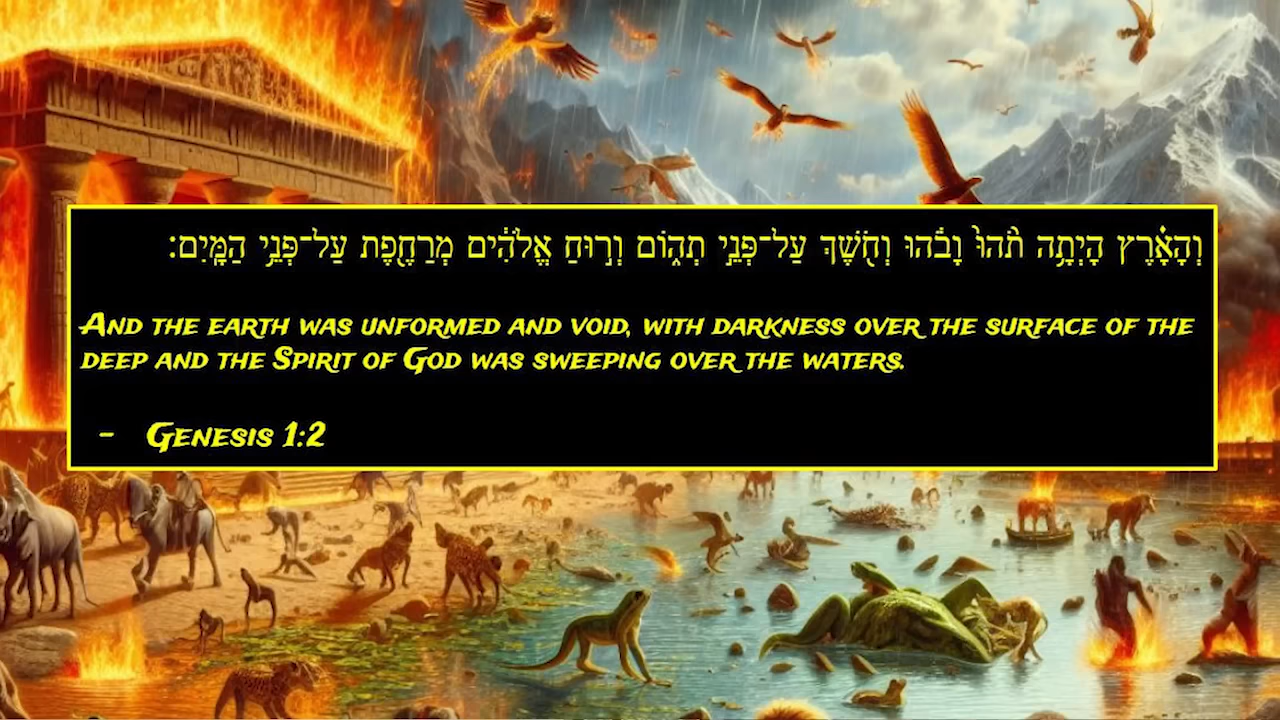 וְהָאָ֗רֶץ הָיְתָ֥ה תֹ֙הוּ֙ וָבֹ֔הוּ וְחֹ֖שֶׁךְ עַל־פְּנֵ֣י תְה֑וֹם וְר֣וּחַ אֱלֹהִ֔ים מְרַחֶ֖פֶת עַל־פְּנֵ֥י הַמָּֽיִם׃
And the earth was unformed and void, with darkness over the surface of the
deep and the Spirit of God was sweeping over the waters.
- Genesis 1:2